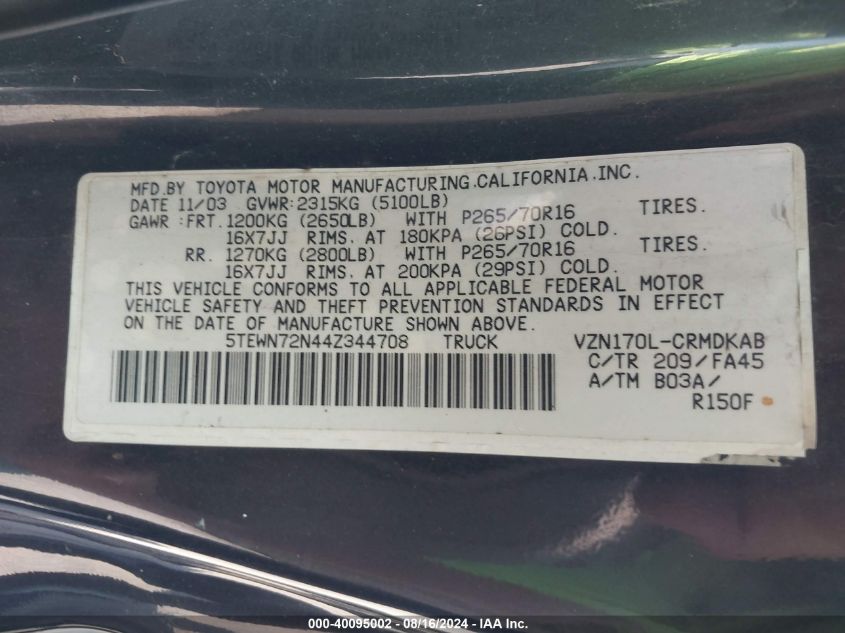 MFD.BY TOYOTA MOTOR MANUFACTURING.CALIFORNIA.INC.
DATE 11/03 GVWR:2315KG (5100LB)
GAWR:FRT.1200KG (2650LB) WITH P265/70R16 TIRES.
16X7JJ RIMS. AT 180KPA (26PSI) COLD.
RR. 1270KG (2800LB) WITH P265/70R16 TIRES.
16X7JJ RIMS. AT 200KPA (29PSI) COLD.
THIS VEHICLE CONFORMS TO ALL APPLICABLE FEDERAL MOTOR
VEHICLE SAFETY AND THEFT PREVENTION STANDARDS IN EFFECT
ON THE DATE OF MANUFACTURE SHOWN ABOVE.
5TEWN72N44Z344708 TRUCK VZN170L-CRMDKAB
C/TR 209/FA45
A/TM B03A/
R150F
000-40095002 - 08/16/2024 - IAA Inc.